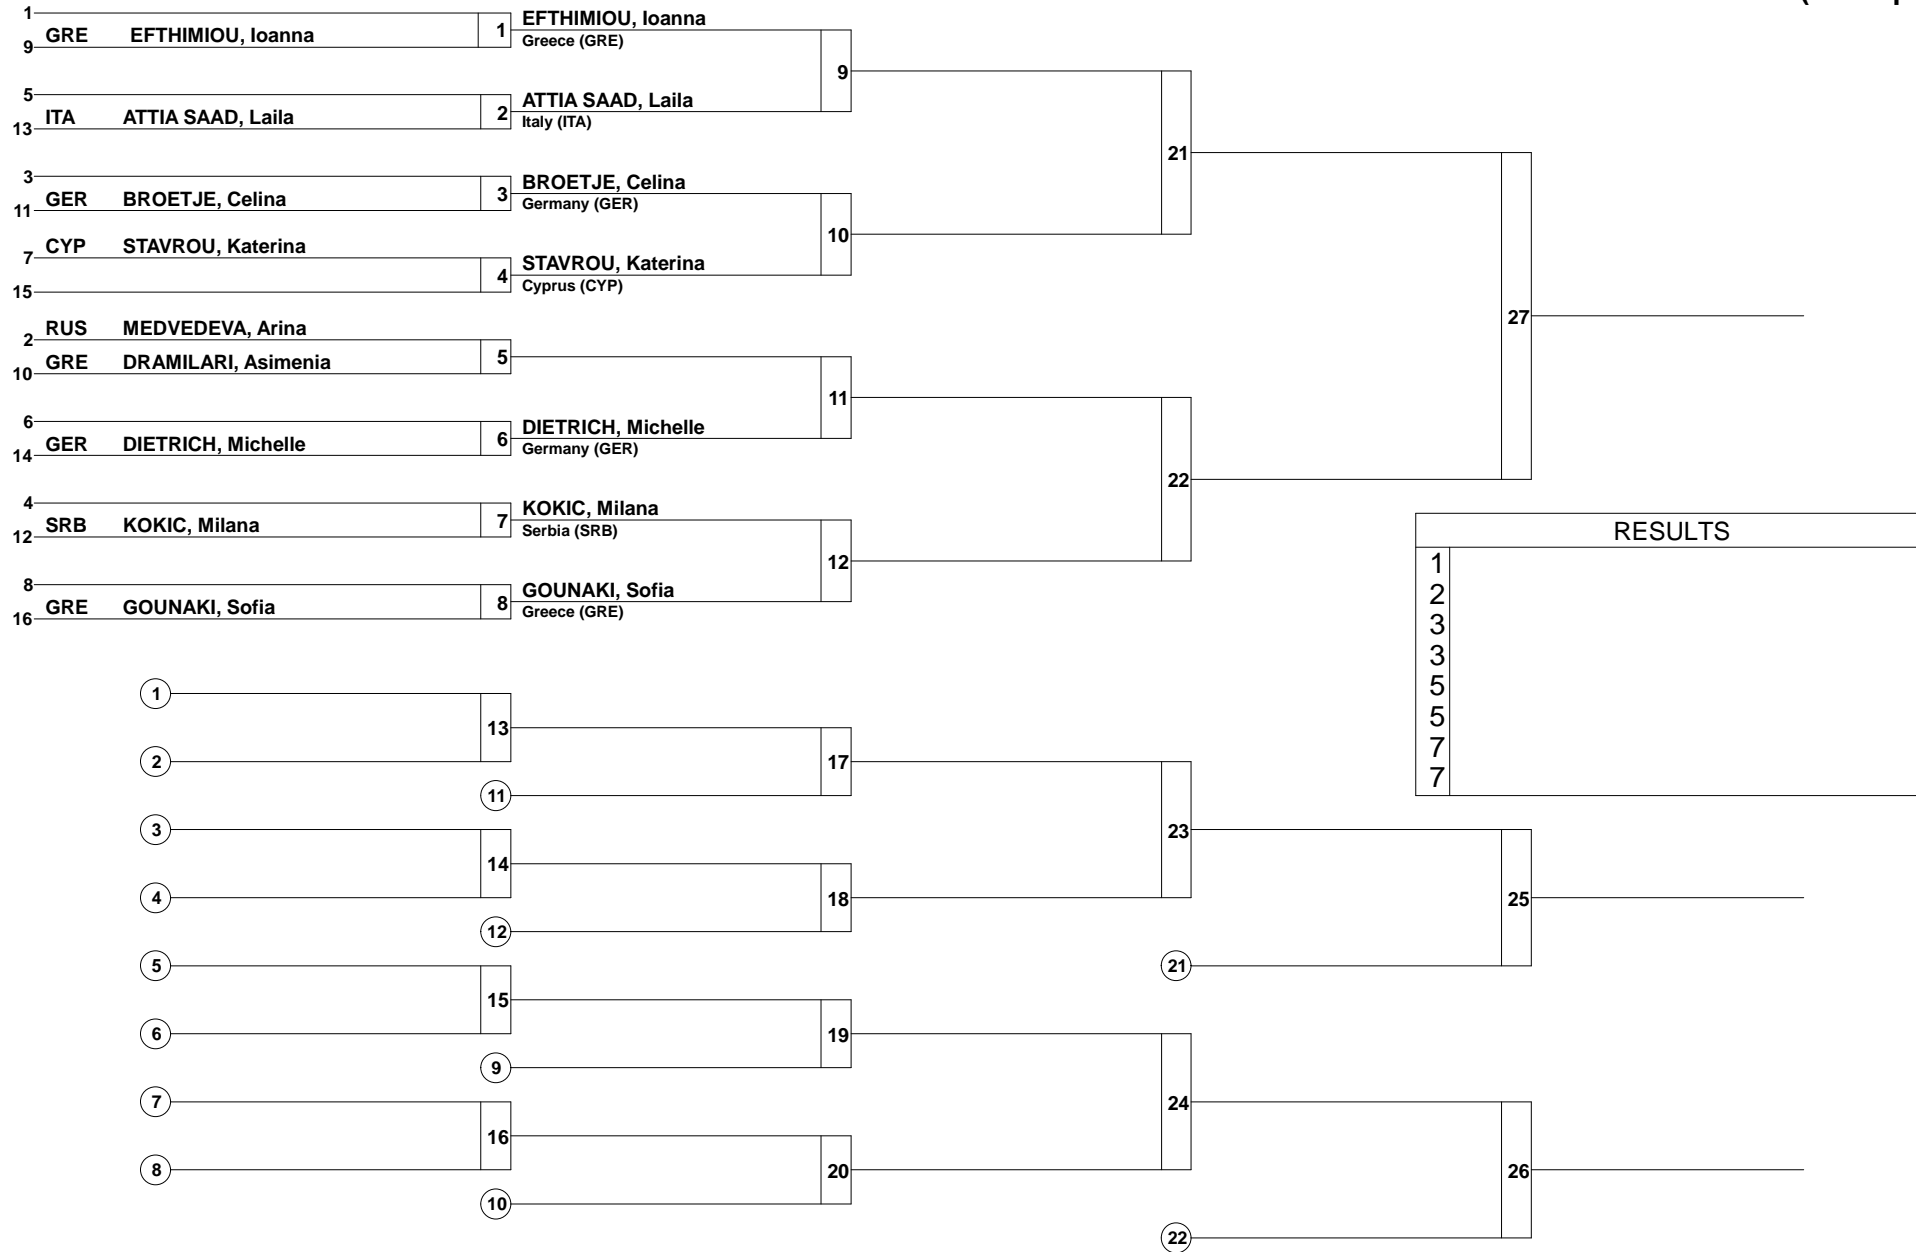 1
GRE EFTHIMIOU, Ioanna
9
1
EFTHIMIOU, Ioanna
Greece (GRE)
9
5
ITA ATTIA SAAD, Laila
13
2
ATTIA SAAD, Laila
Italy (ITA)
21
3
GER BROETJE, Celina
11
3
BROETJE, Celina
Germany (GER)
10
CYP STAVROU, Katerina
7
15
4
STAVROU, Katerina
Cyprus (CYP)
27
RUS MEDVEDEVA, Arina
2
GRE DRAMILARI, Asimenia
10
5
11
6
GER DIETRICH, Michelle
14
6
DIETRICH, Michelle
Germany (GER)
22
4
SRB KOKIC, Milana
12
7
KOKIC, Milana
Serbia (SRB)
12
8
GRE GOUNAKI, Sofia
16
8
GOUNAKI, Sofia
Greece (GRE)
RESULTS
1
2
3
3
5
5
7
7
1
13
2
17
11
3
14
4
18
12
23
5
15
6
19
9
21
25
7
16
8
20
10
24
22
26